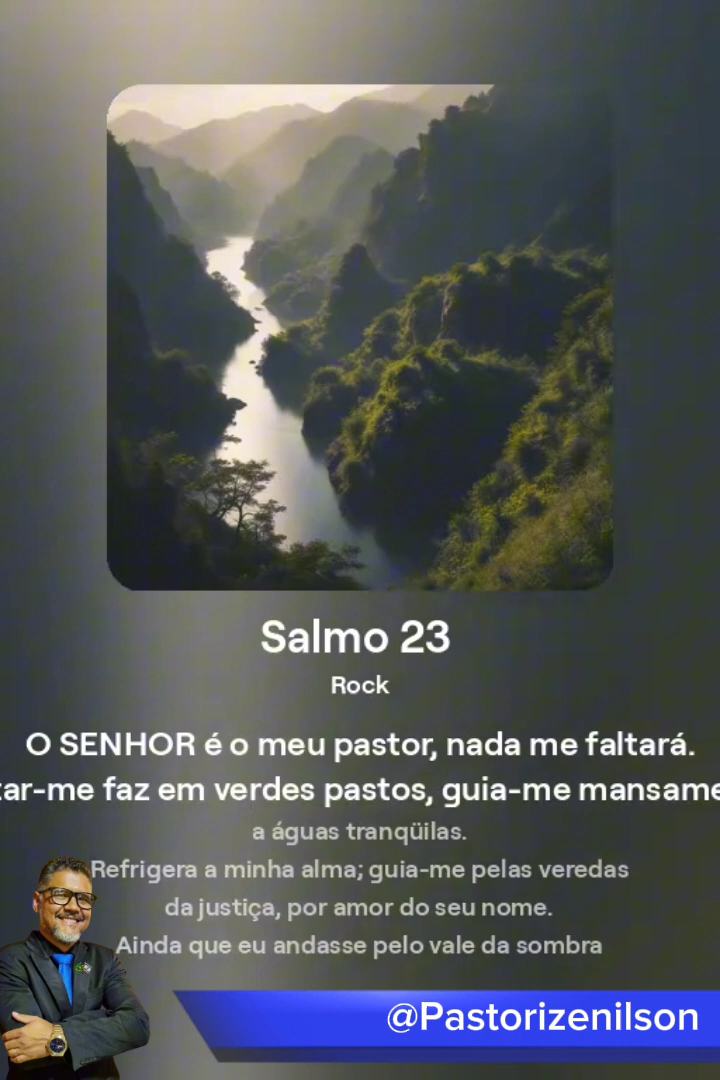 Salmo 23
Rock
O SENHOR é o meu pastor, nada me faltará.
tar-me faz em verdes pastos, guia-me mansame
a águas tranqüilas.
Refrigera a minha alma; guia-me pelas veredas
da justiça, por amor do seu nome.
Ainda que eu andasse pelo vale da sombra
@Pastorizenilson